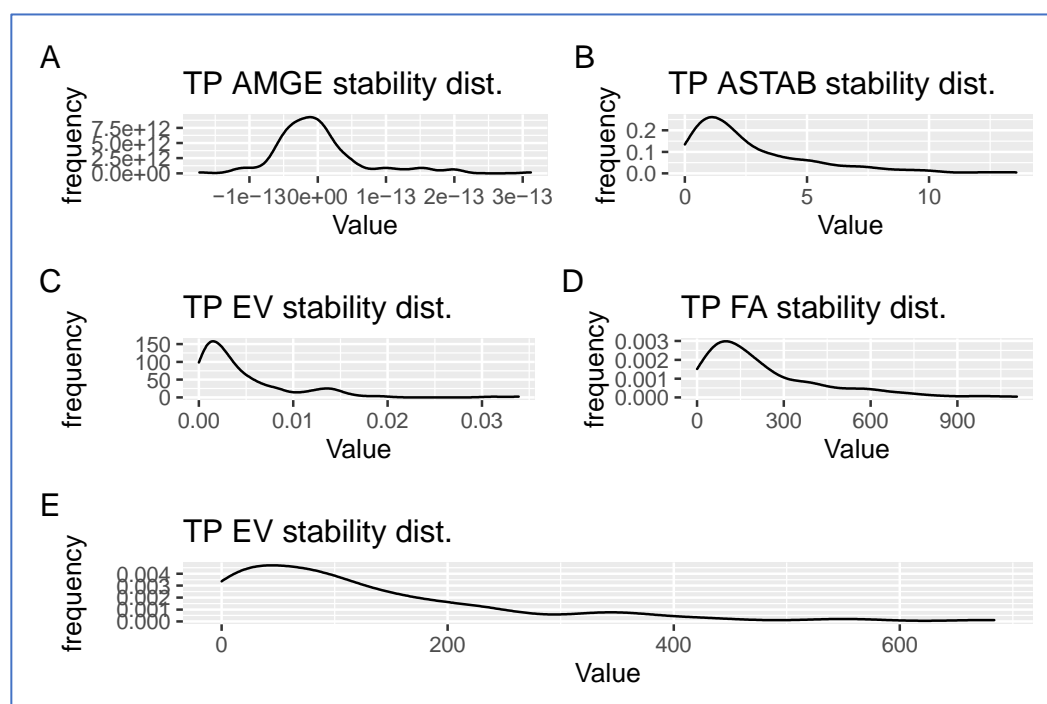 A
TP AMGE stability dist.
frequency
7.5e+12
5.0e+12
2.5e+12
0.0e+00
−1e−13 0e+00 1e−13 2e−13 3e−13
Value
B
TP ASTAB stability dist.
frequency
0.2
0.1
0.0
0 5 10
Value
C
TP EV stability dist.
frequency
150
100
50
0
0.00 0.01 0.02 0.03
Value
D
TP FA stability dist.
frequency
0.003
0.002
0.001
0.000
0 300 600 900
Value
E
TP EV stability dist.
frequency
0.004
0.003
0.002
0.001
0.000
0 200 400 600
Value